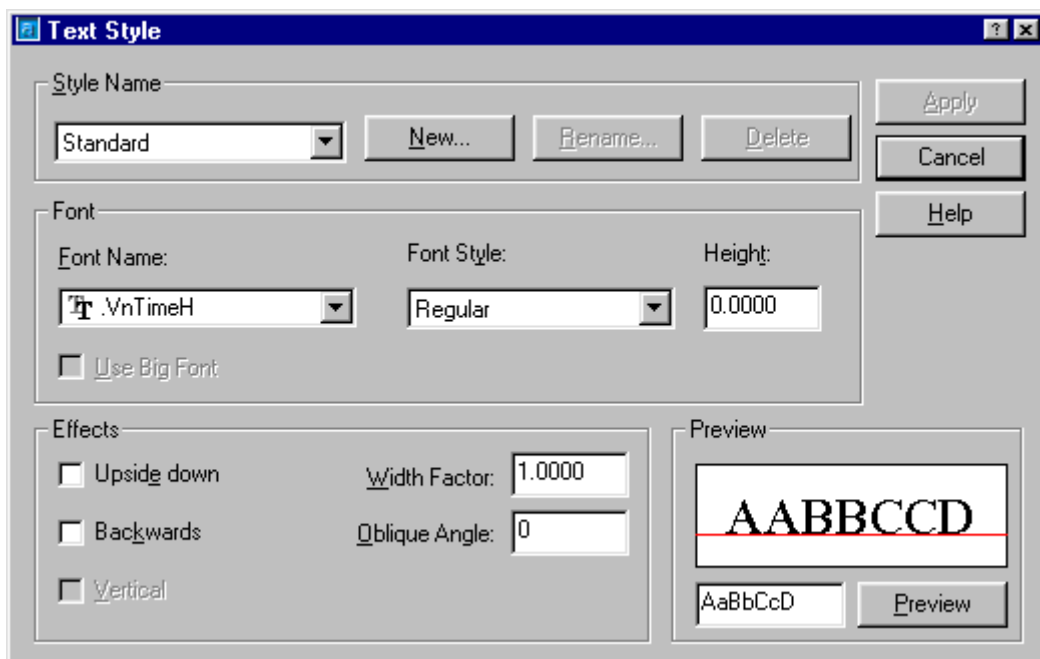 Text Style
Style Name
Standard
New...
Rename...
Delete
Apply
Cancel
Help
Font
Font Name:
Font Style:
Height:
.VnTimeH
Regular
0.0000
Use Big Font
Effects
Upside down
Width Factor:
1.0000
Backwards
Oblique Angle:
0
Vertical
Preview
AABBCCD
AaBbCcD
Preview